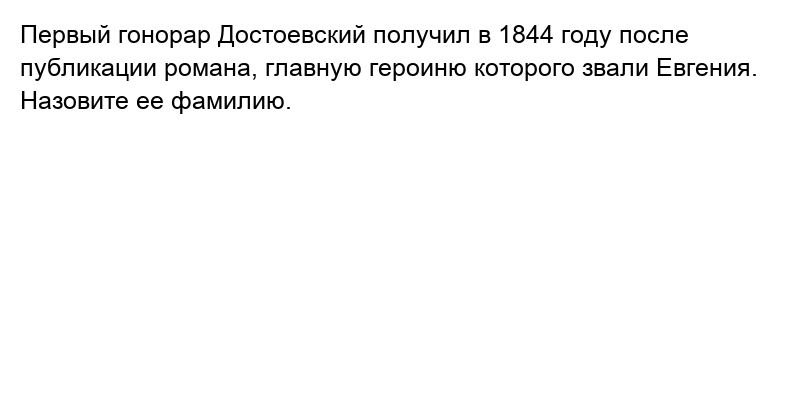 Первый гонорар Достоевский получил в 1844 году после
публикации романа, главную героиню которого звали Евгения.
Назовите ее фамилию.